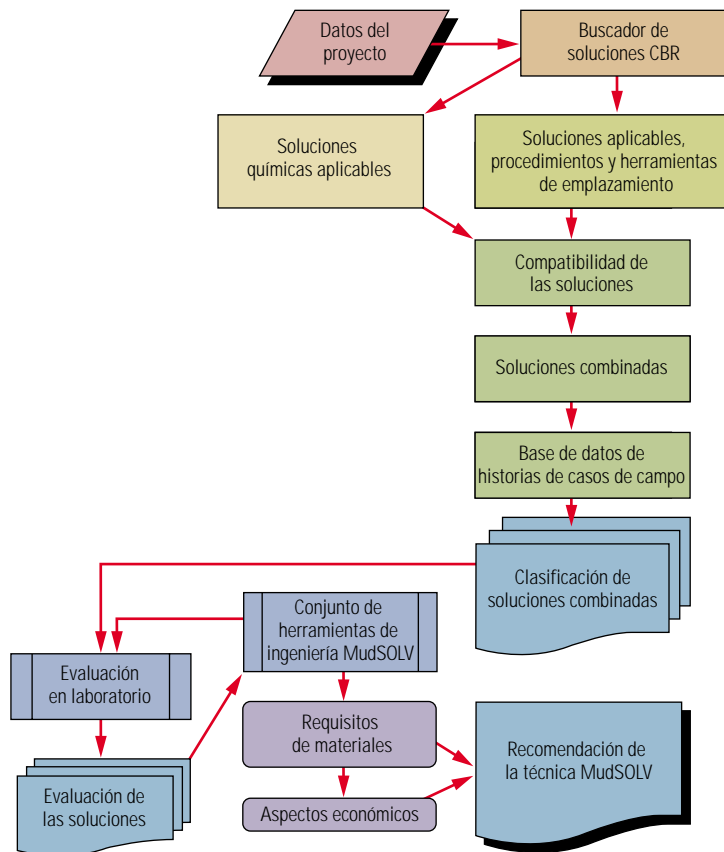 Datos del
proyecto
Buscador de
soluciones CBR
Soluciones
químicas aplicables
Soluciones aplicables,
procedimientos y herramientas
de emplazamiento
Compatibilidad de
las soluciones
Soluciones combinadas
Base de datos de
historias de casos de campo
Clasificación de
soluciones combinadas
Conjunto de
herramientas de
ingeniería MudSOLV
Evaluación
en laboratorio
Requisitos
de materiales
Recomendación de
la técnica MudSOLV
Evaluación de
las soluciones
Aspectos económicos